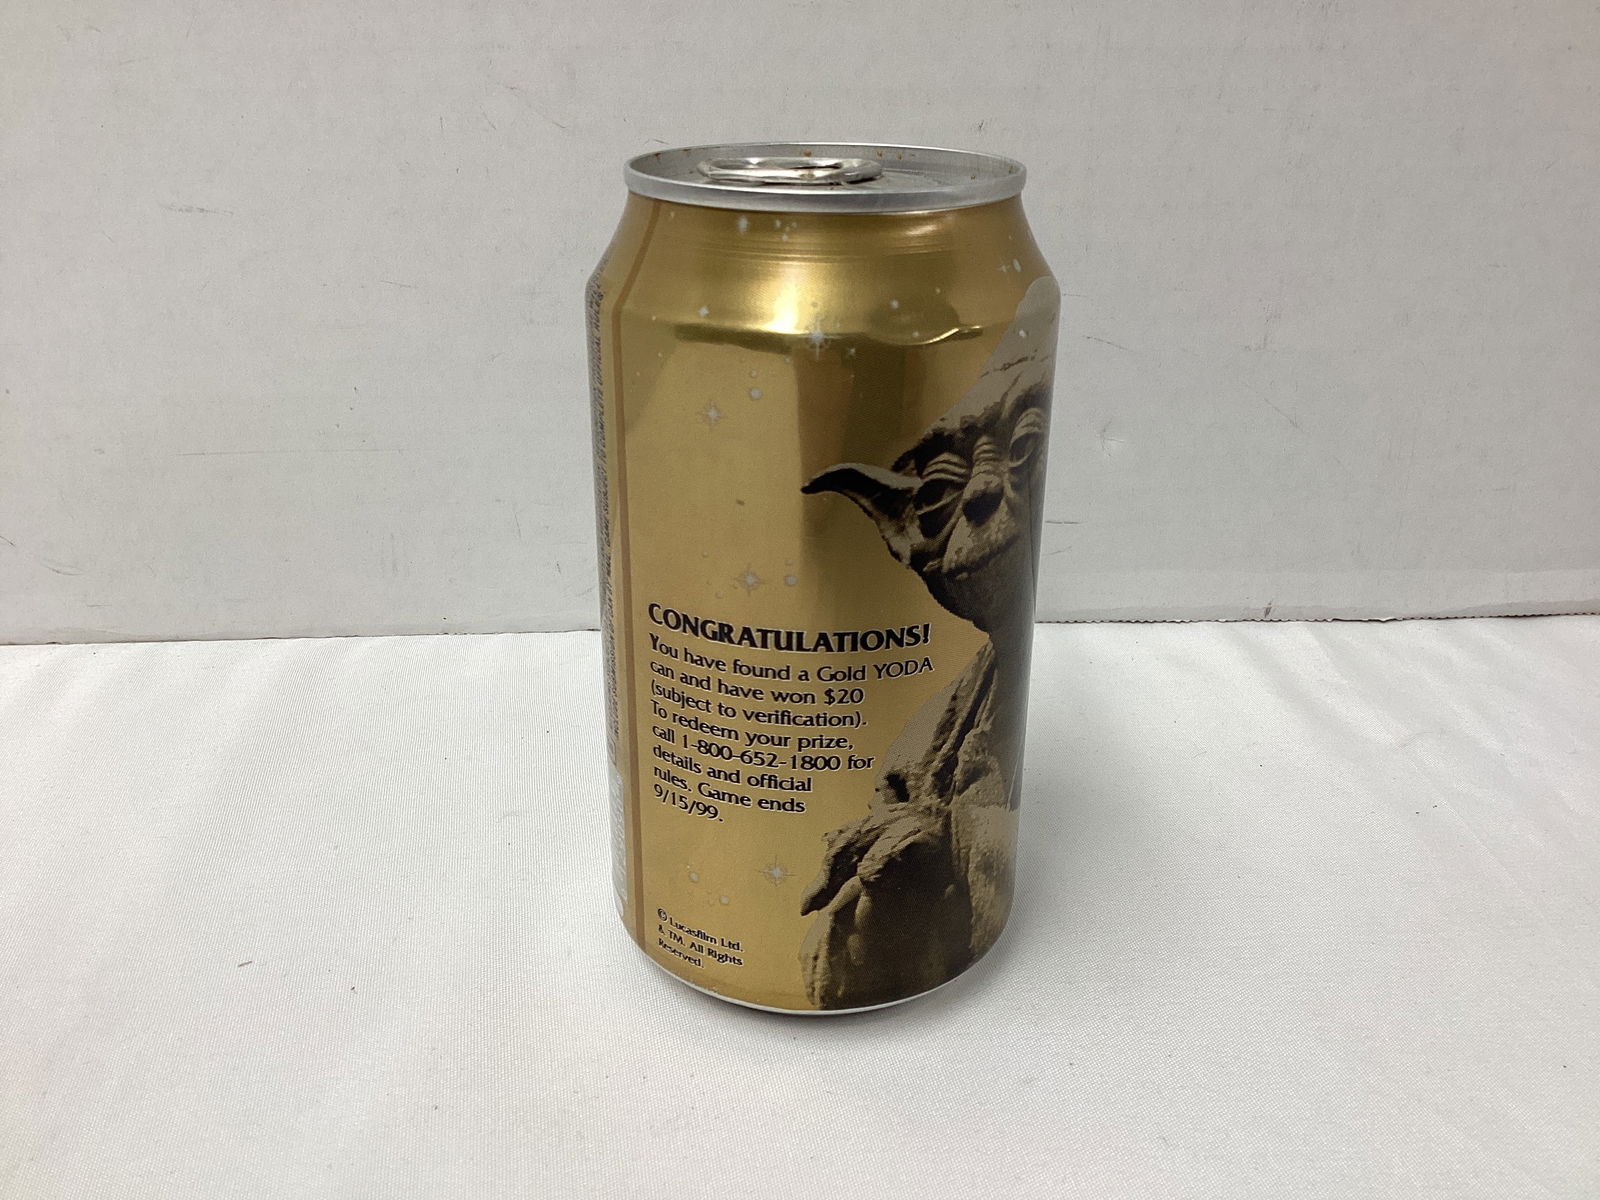 CONGRATULATIONS!
You have found a Gold YODA
can and have won $20
(subject to verification).
To redeem your prize,
call 1-800-652-1800 for
details and official
rules. Game ends
9/15/99.
© Lucasfilm Ltd.
& TM. All Rights
Reserved.